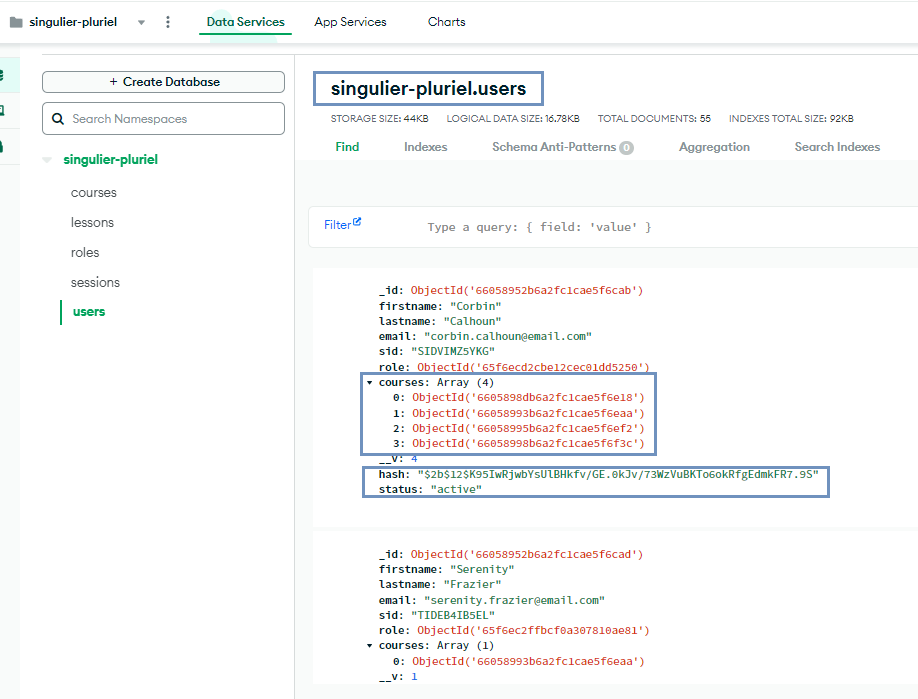 singulier-pluriel
Data Services
App Services
Charts
+ Create Database
Search Namespaces
singulier-pluriel
courses
lessons
roles
sessions
users
singulier-pluriel.users
STORAGE SIZE: 44KB LOGICAL DATA SIZE: 16.78KB TOTAL DOCUMENTS: 55 INDEXES TOTAL SIZE: 92KB
Find Indexes Schema Anti-Patterns 0 Aggregation Search Indexes
Filter Type a query: { field: 'value' }
_id: ObjectId('66058952b6a2fc1cae5f6cab')
firstname: "Corbin"
lastname: "Calhoun"
email: "corbin.calhoun@email.com"
sid: "SIDVIMZ5YKG"
role: ObjectId('65f6ecd2cbe12cec01dd5250')
courses: Array (4)
0: ObjectId('6605898db6a2fc1cae5f6e18')
1: ObjectId('66058993b6a2fc1cae5f6eaa')
2: ObjectId('66058995b6a2fc1cae5f6ef2')
3: ObjectId('66058998b6a2fc1cae5f6f3c')
__v: 4
hash: "$2b$12$K95IwRjwbYsUlBHkfv/GE.0kJv/73WzVuBKTo6okRfgEdmkFR7.9S"
status: "active"
_id: ObjectId('66058952b6a2fc1cae5f6cad')
firstname: "Serenity"
lastname: "Frazier"
email: "serenity.frazier@email.com"
sid: "TIDEB4IB5EL"
role: ObjectId('65f6ec2ffbcf0a307810ae81')
courses: Array (1)
0: ObjectId('66058993b6a2fc1cae5f6eaa')
__v: 1